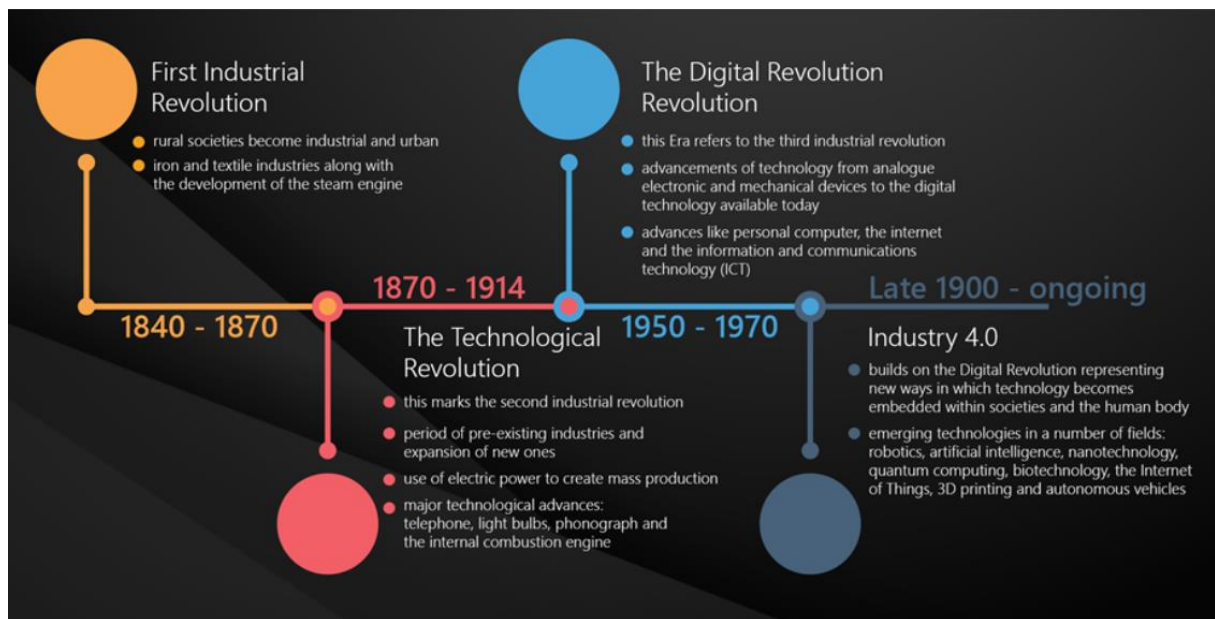 First Industrial
Revolution
rural societies become industrial and urban
iron and textile industries along with
the development of the steam engine
1840 - 1870
1870 - 1914
The Technological
Revolution
this marks the second industrial revolution
period of pre-existing industries and
expansion of new ones
use of electric power to create mass production
major technological advances:
telephone, light bulbs, phonograph and
the internal combustion engine
The Digital Revolution
Revolution
this Era refers to the third industrial revolution
advancements of technology from analogue
electronic and mechanical devices to the digital
technology available today
advances like personal computer, the internet
and the information and communications
technology (ICT)
1950 - 1970
Late 1900 - ongoing
Industry 4.0
builds on the Digital Revolution representing
new ways in which technology becomes
embedded within societies and the human body
emerging technologies in a number of fields:
robotics, artificial intelligence, nanotechnology,
quantum computing, biotechnology, the Internet
of Things, 3D printing and autonomous vehicles